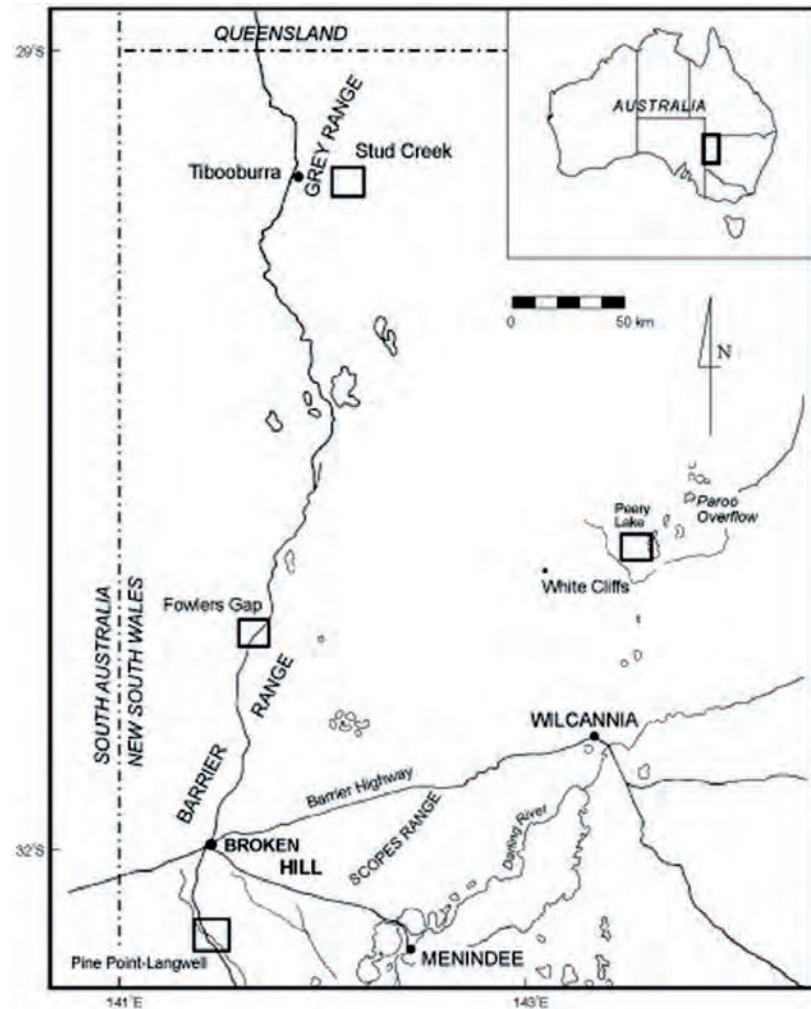 29°S
QUEENSLAND
AUSTRALIA
GREY RANGE
Stud Creek
Tibooburra
0 50 km
N
Peery
Lake
Paroo
Overflow
White Cliffs
Fowlers Gap
SOUTH AUSTRALIA
NEW SOUTH WALES
BARRIER
RANGE
WILCANNIA
Barrier Highway
SCOPES RANGE
Darling River
32°S
BROKEN
HILL
Pine Point-Langwell
MENINDEE
141°E
143°E